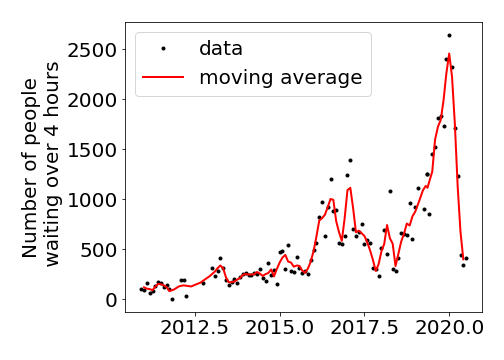 data
moving average
Number of people
waiting over 4 hours
2500
2000
1500
1000
500
0
2012.5
2015.0
2017.5
2020.0